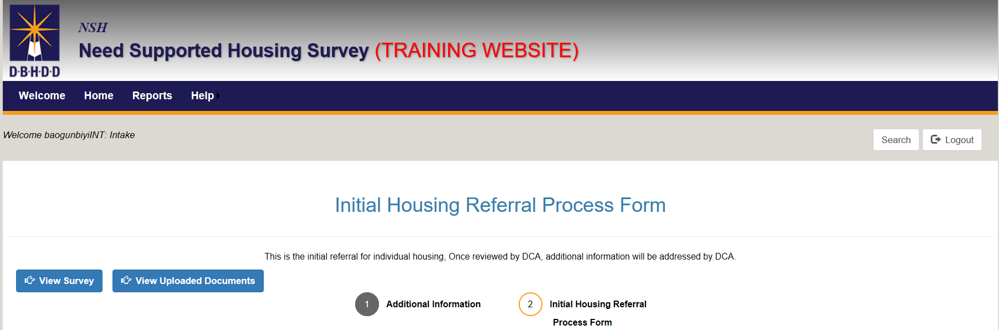 NSH
Need Supported Housing Survey (TRAINING WEBSITE)
D·B·H·D·D
Welcome Home Reports Help
Welcome baogunbiyiINT: Intake
Search Logout
Initial Housing Referral Process Form
This is the initial referral for individual housing, Once reviewed by DCA, additional information will be addressed by DCA.
View Survey View Uploaded Documents
1 Additional Information 2 Initial Housing Referral
Process Form